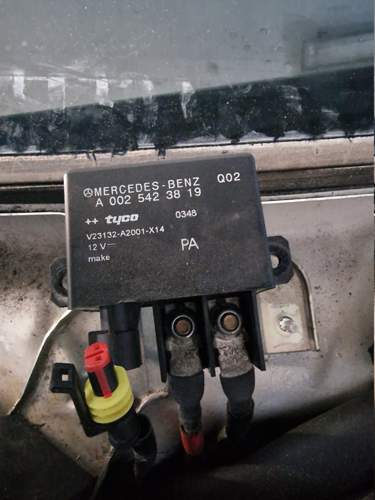 MERCEDES-BENZ Q02
A 002 542 38 19
++ tyco 0348
V23132-A2001-X14
12 V PA
make